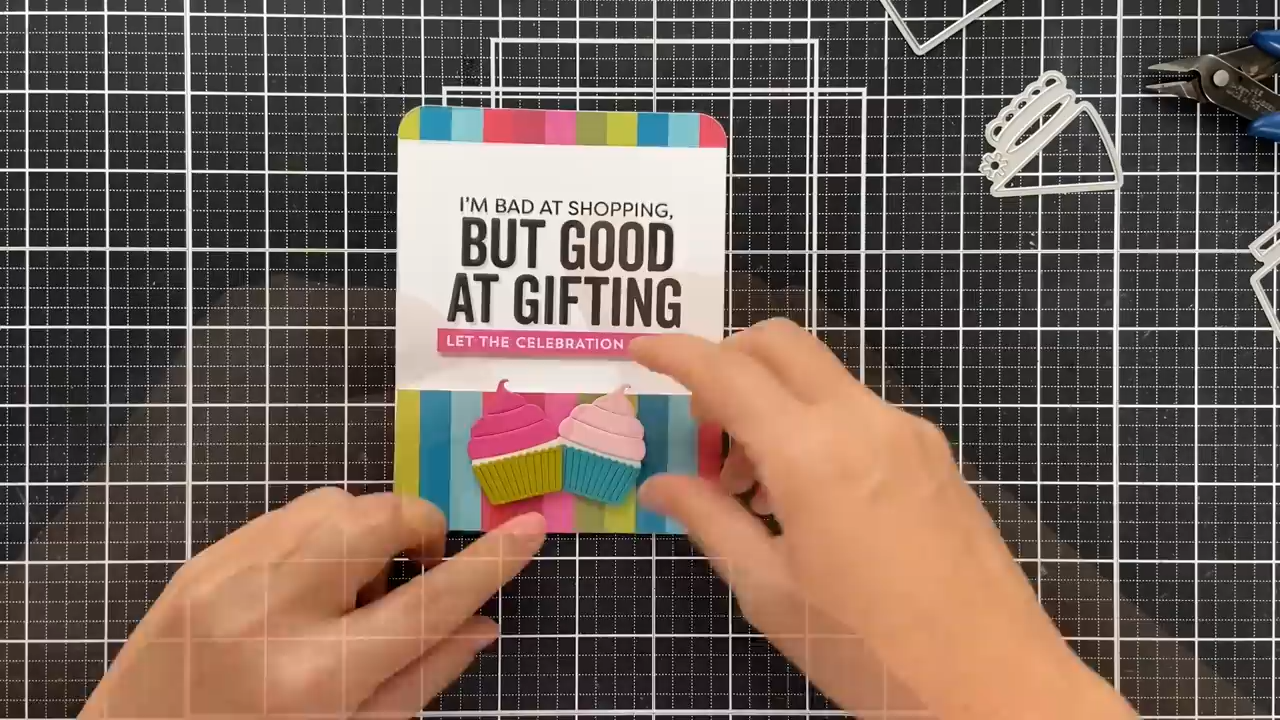 I'M BAD AT SHOPPING,
BUT GOOD
AT GIFTING
LET THE CELEBRATION